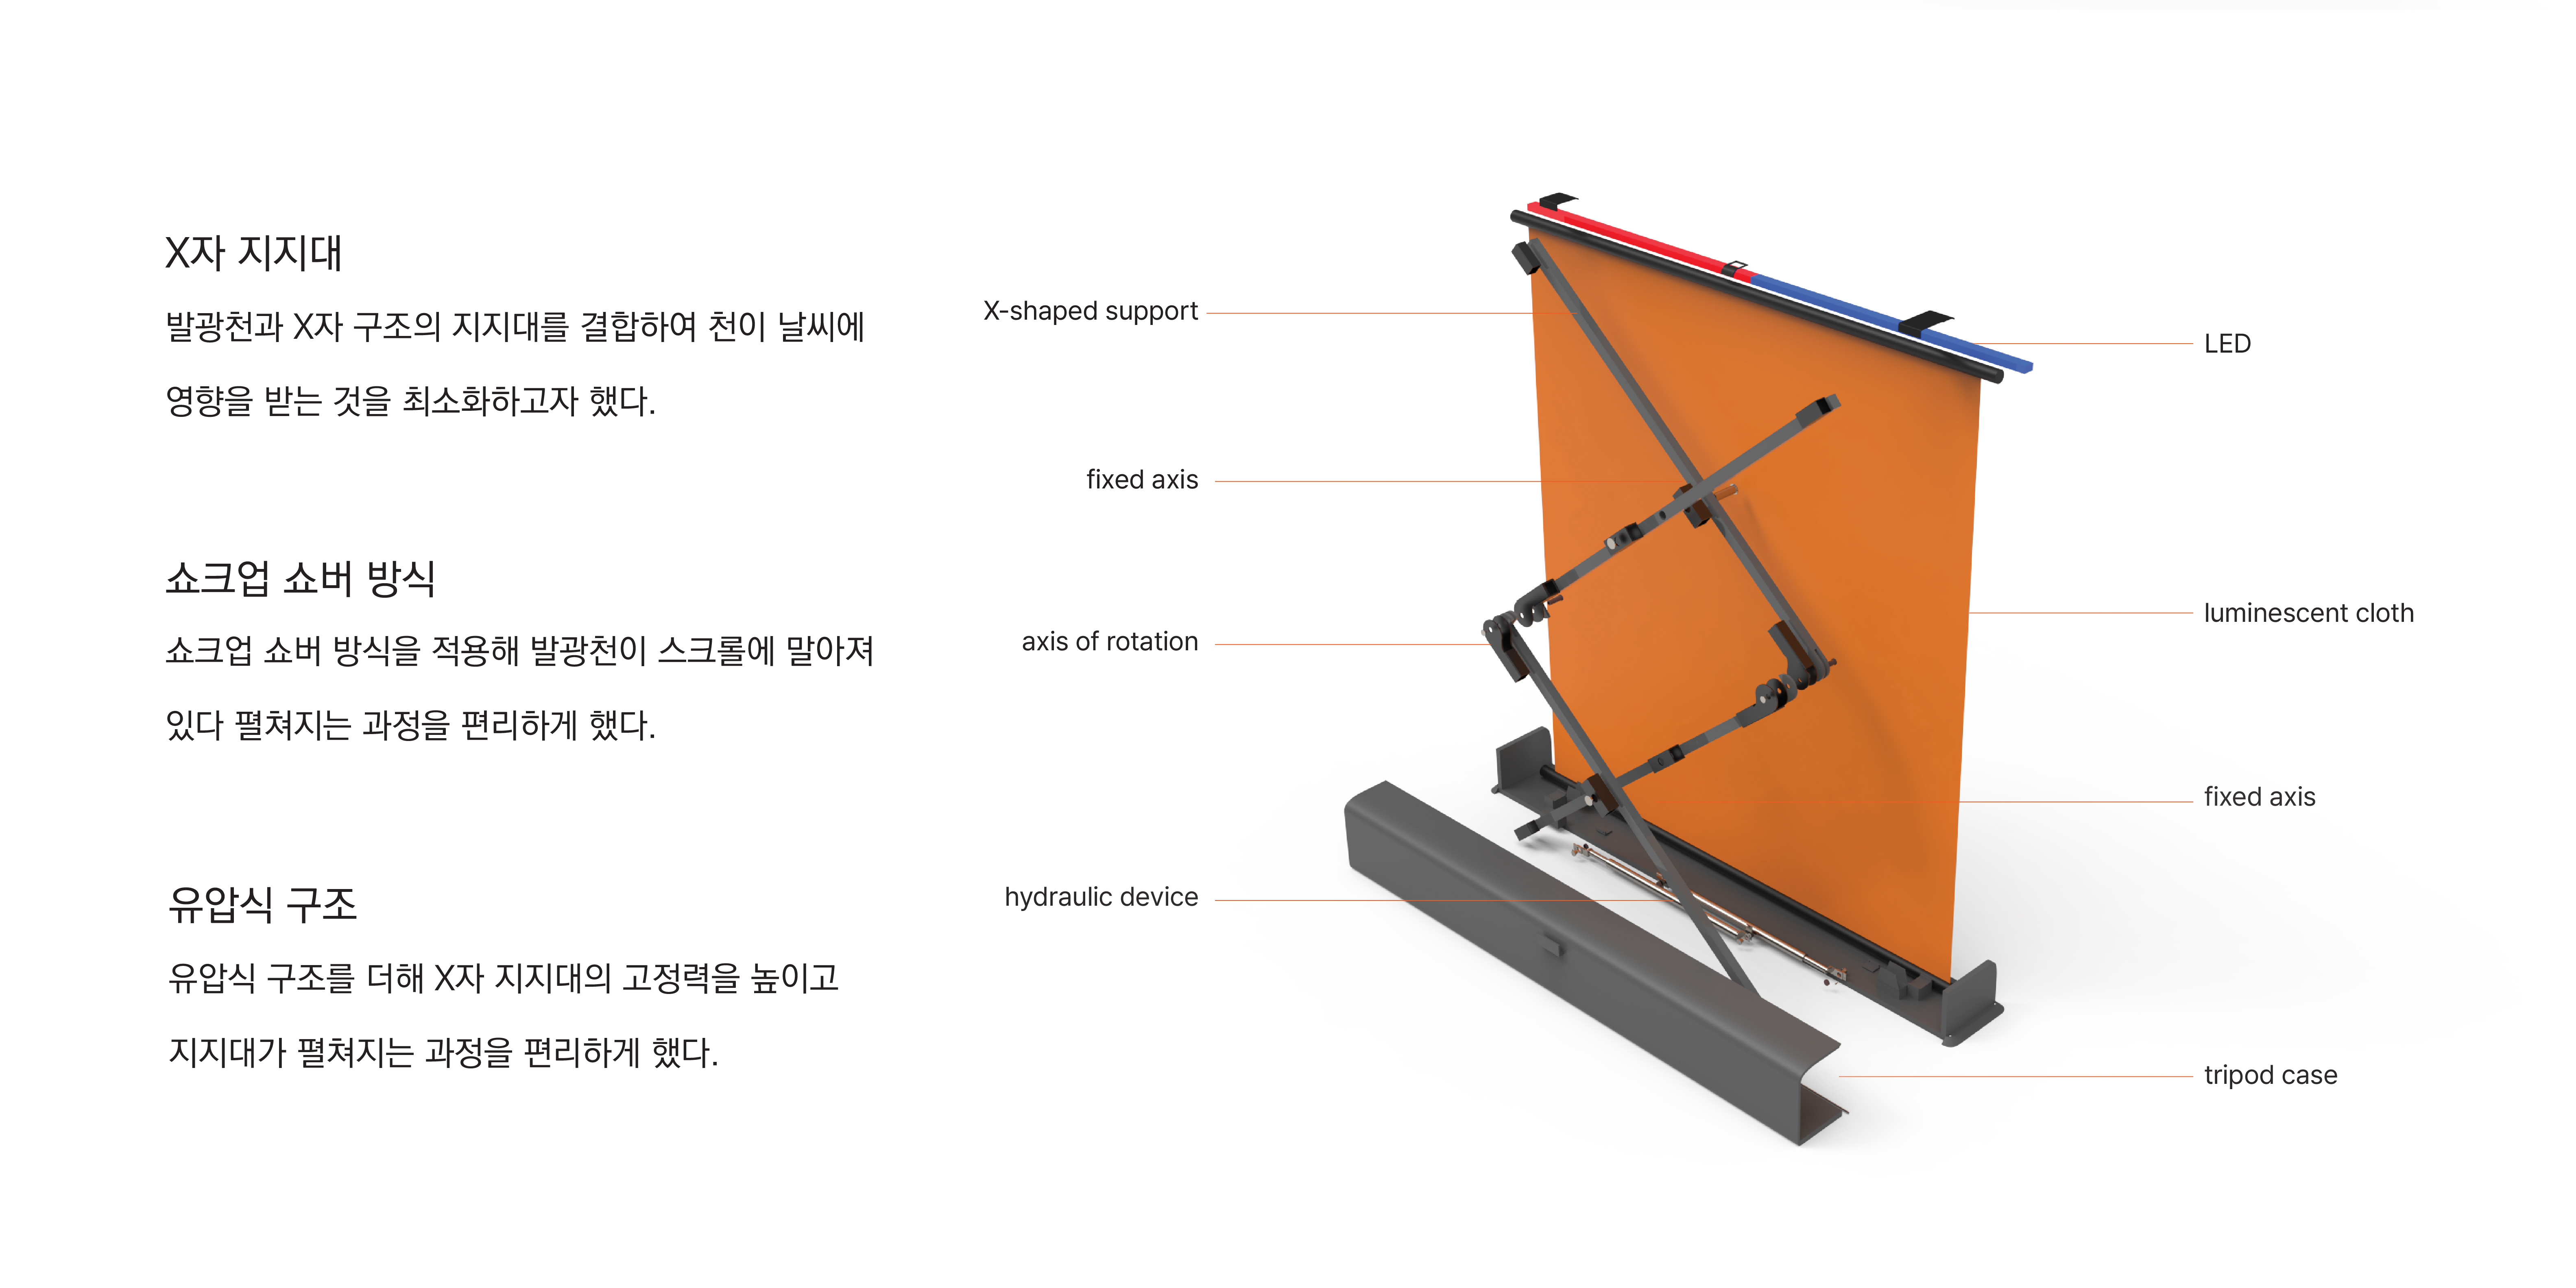 X자 지지대
발광천과 X자 구조의 지지대를 결합하여 천이 날씨에
영향을 받는 것을 최소화하고자 했다.
쇼크업 쇼버 방식
쇼크업 쇼버 방식을 적용해 발광천이 스크롤에 말아져
있다 펼쳐지는 과정을 편리하게 했다.
유압식 구조
유압식 구조를 더해 X자 지지대의 고정력을 높이고
지지대가 펼쳐지는 과정을 편리하게 했다.
X-shaped support
fixed axis
axis of rotation
hydraulic device
LED
luminescent cloth
fixed axis
tripod case